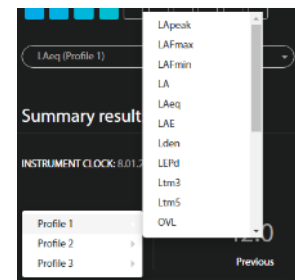 LAeq (Profile 1)
Summary result
INSTRUMENT CLOCK: 8.01.2
Profile 1
Profile 2
Profile 3
LApeak
LAFmax
LAFmin
LA
LAeq
LAE
Lden
LEPd
Ltm3
Ltm5
OVL
Previous